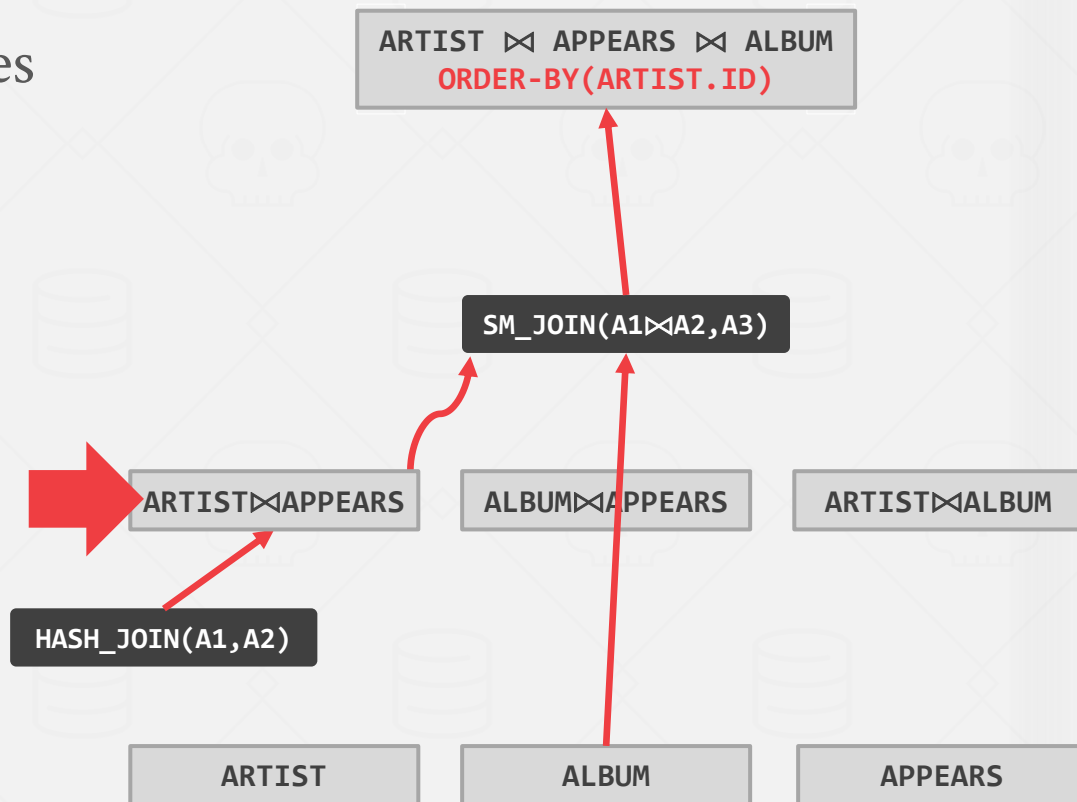 es
ARTIST ⨝ APPEARS ⨝ ALBUM
ORDER-BY(ARTIST.ID)
SM_JOIN(A1⨝A2,A3)
ARTIST⨝APPEARS
ALBUM⨝APPEARS
ARTIST⨝ALBUM
HASH_JOIN(A1,A2)
ARTIST
ALBUM
APPEARS